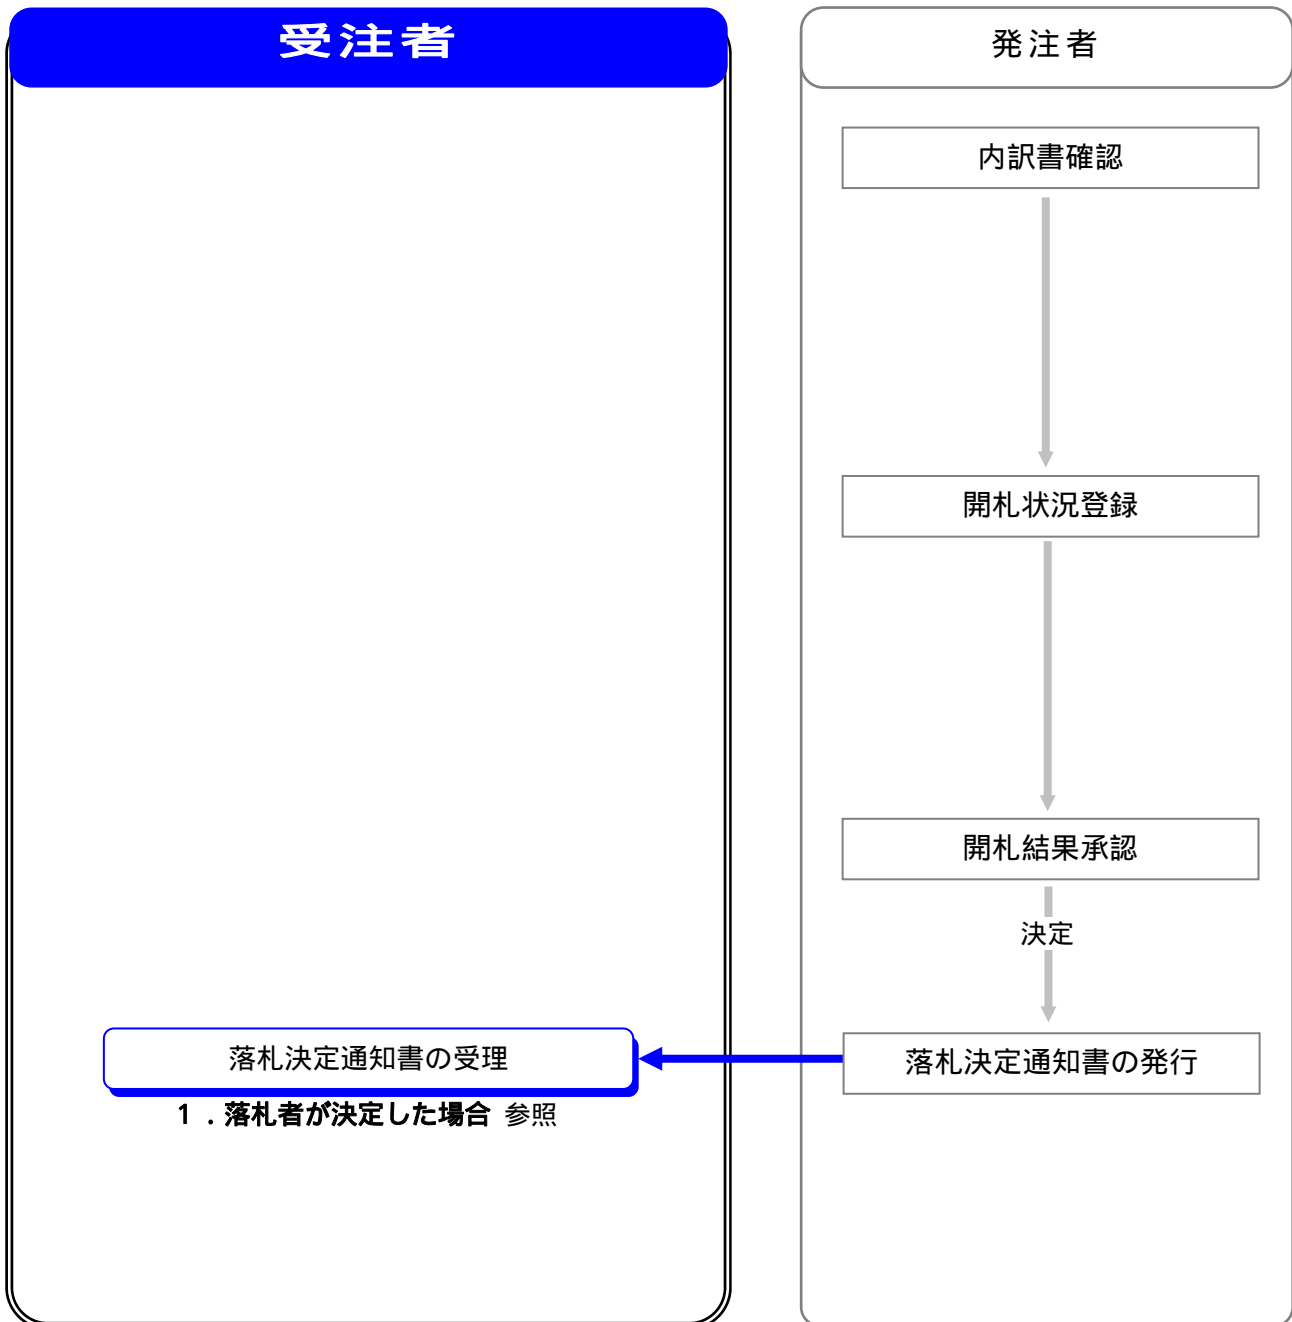 受注者
発注者
内訳書確認
開札状況登録
開札結果承認
決定
落札決定通知書の受理
落札決定通知書の発行
１．落札者が決定した場合 参照